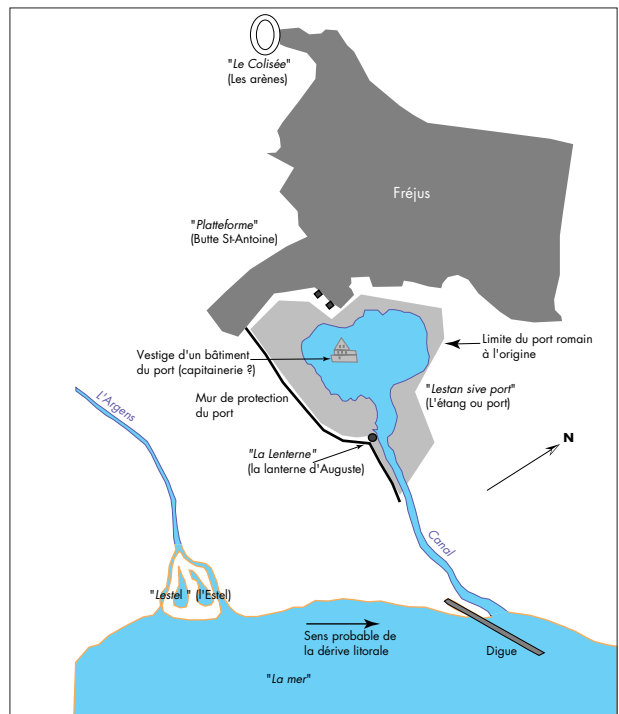 "Le Colisée"
(Les arènes)
Fréjus
"Platteforme"
(Butte St-Antoine)
Limite du port romain
à l'origine
Vestige d'un bâtiment
du port (capitainerie ?)
"Lestan sive port"
(L'étang ou port)
L'Argens
Mur de protection
du port
"La Lenterne"
(la lanterne d'Auguste)
N
Canal
"Lestel " (l'Estel)
Sens probable de
la dérive litorale
Digue
"La mer"